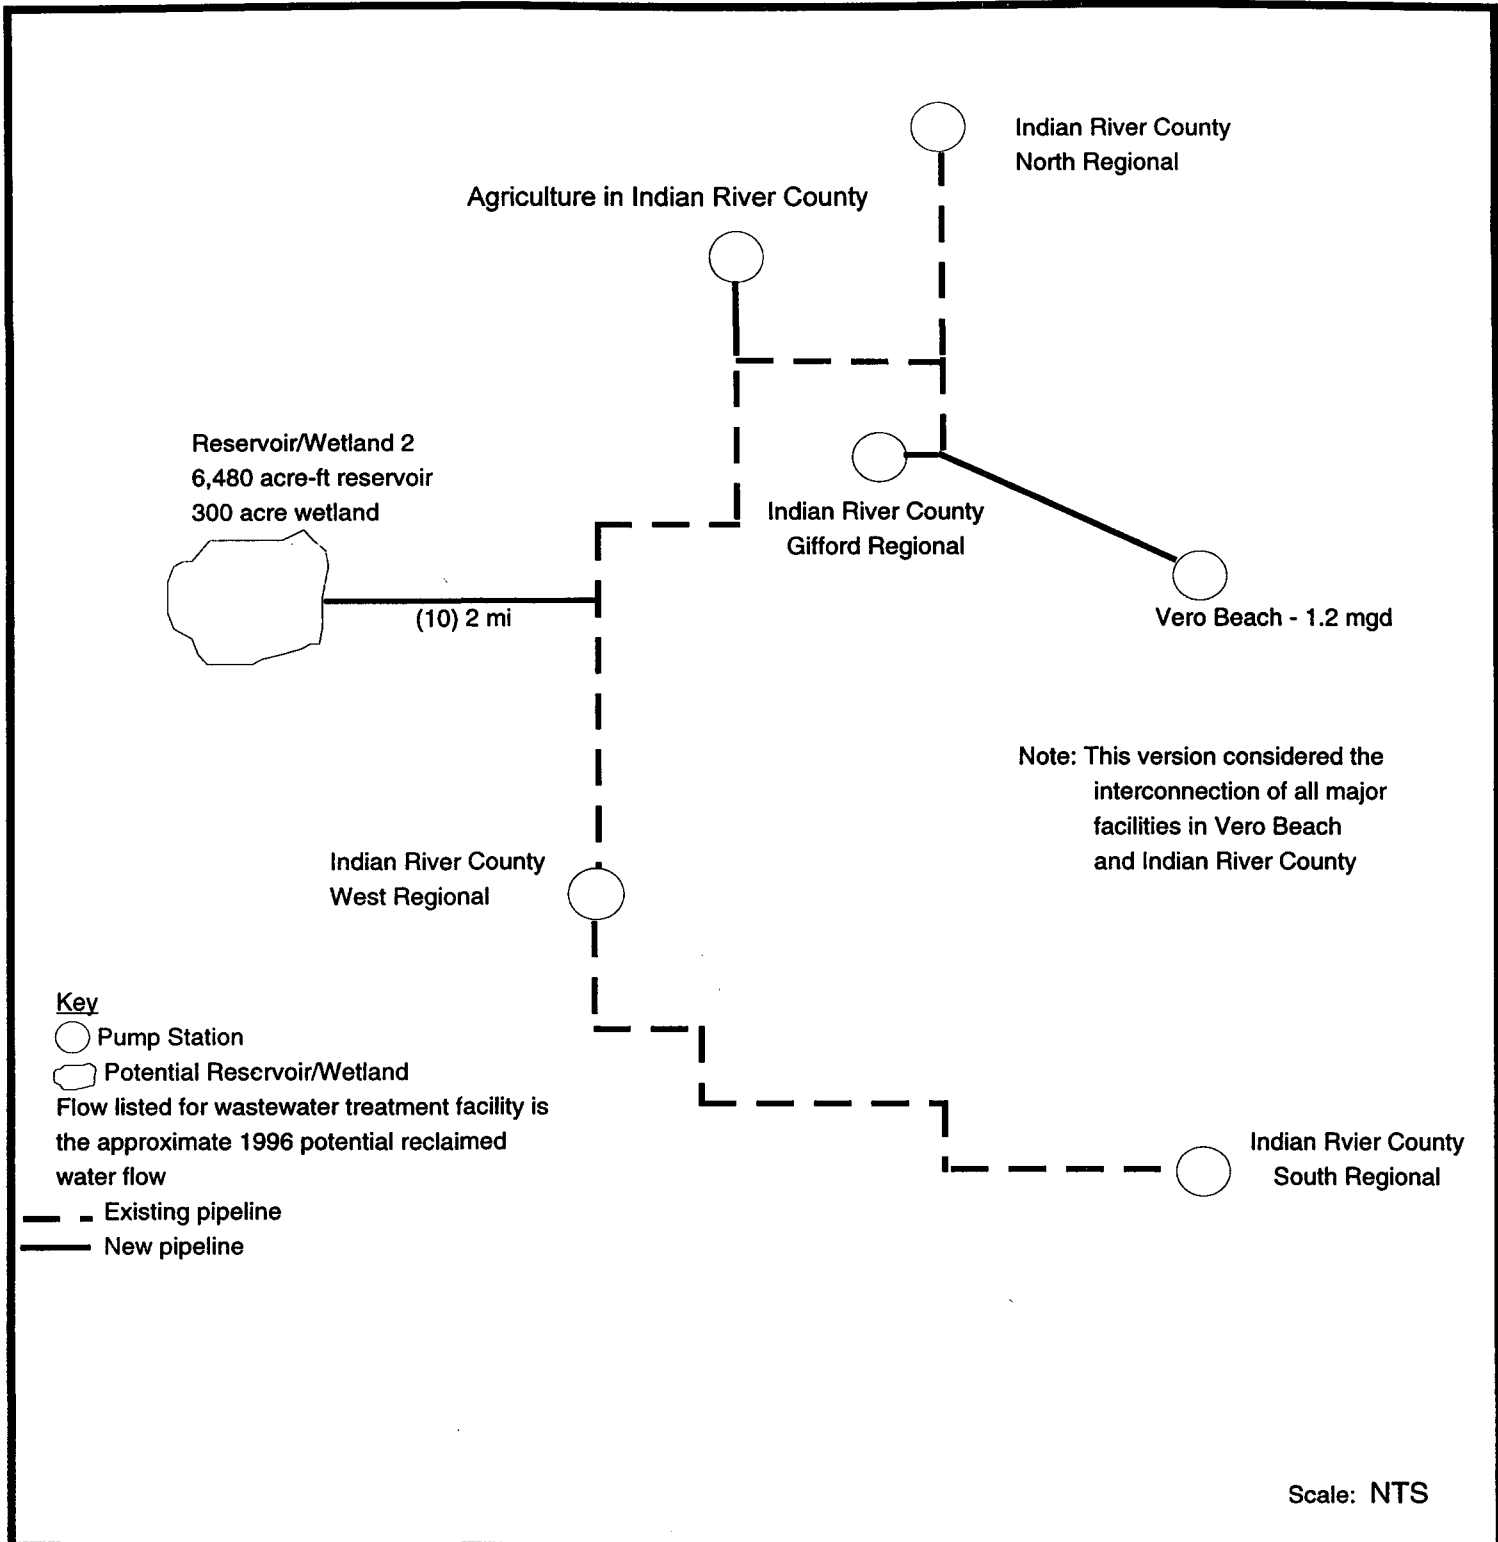 Indian River County
North Regional
Agriculture in Indian River County
Reservoir/Wetland 2
6,480 acre-ft reservoir
300 acre wetland
Indian River County
Gifford Regional
(10) 2 mi
Vero Beach - 1.2 mgd
Note: This version considered the
interconnection of all major
facilities in Vero Beach
and Indian River County
Indian River County
West Regional
Key
Pump Station
Potential Reservoir/Wetland
Flow listed for wastewater treatment facility is
the approximate 1996 potential reclaimed
water flow
Existing pipeline
New pipeline
Indian Rvier County
South Regional
Scale: NTS